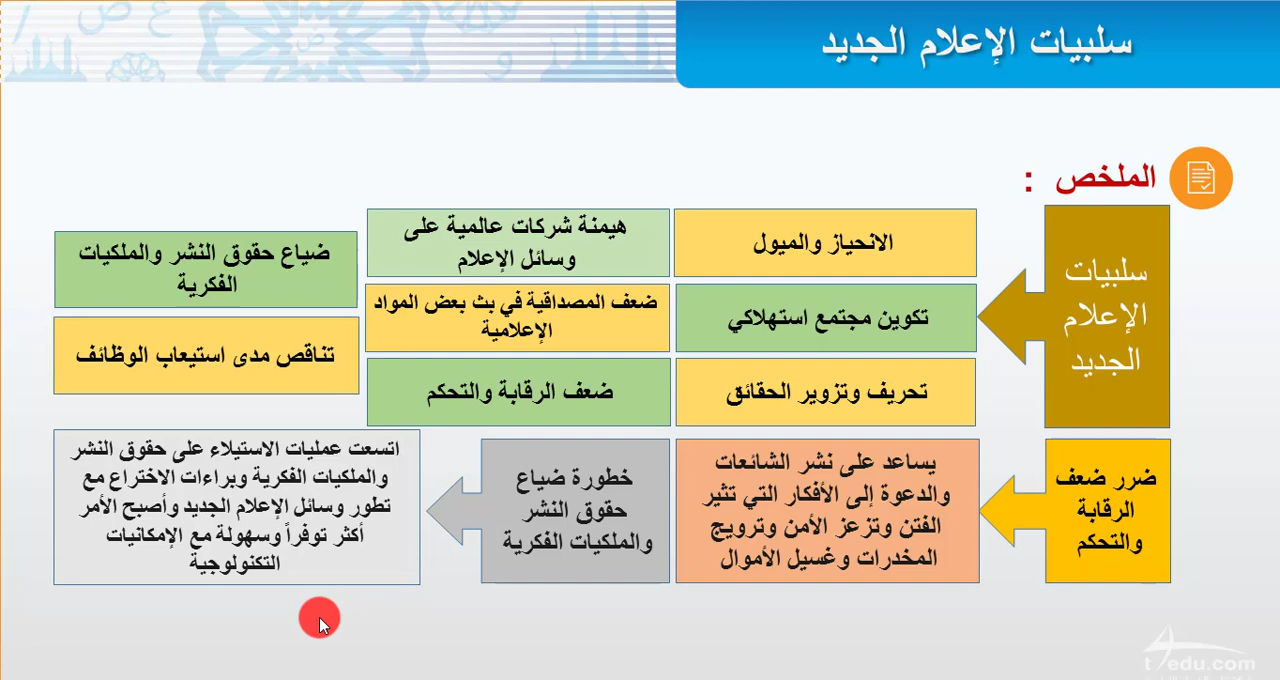 سلبيات الإعلام الجديد
الملخص :
سلبيات
الإعلام
الجديد
الانحياز والميول
تكوين مجتمع استهلاكي
تحريف وتزوير الحقائق
هيمنة شركات عالمية على
وسائل الإعلام
ضعف المصداقية في بث بعض المواد
الإعلامية
ضعف الرقابة والتحكم
ضياع حقوق النشر والملكيات
الفكرية
تناقص مدى استيعاب الوظائف
ضرر ضعف
الرقابة
والتحكم
يساعد على نشر الشائعات
والدعوة إلى الأفكار التي تثير
الفتن وتزعز الأمن وترويج
المخدرات وغسيل الأموال
خطورة ضياع
حقوق النشر
والملكيات الفكرية
اتسعت عمليات الاستيلاء على حقوق النشر
والملكيات الفكرية وبراءات الاختراع مع
تطور وسائل الإعلام الجديد وأصبح الأمر
أكثر توفراً وسهولة مع الإمكانيات
التكنولوجية